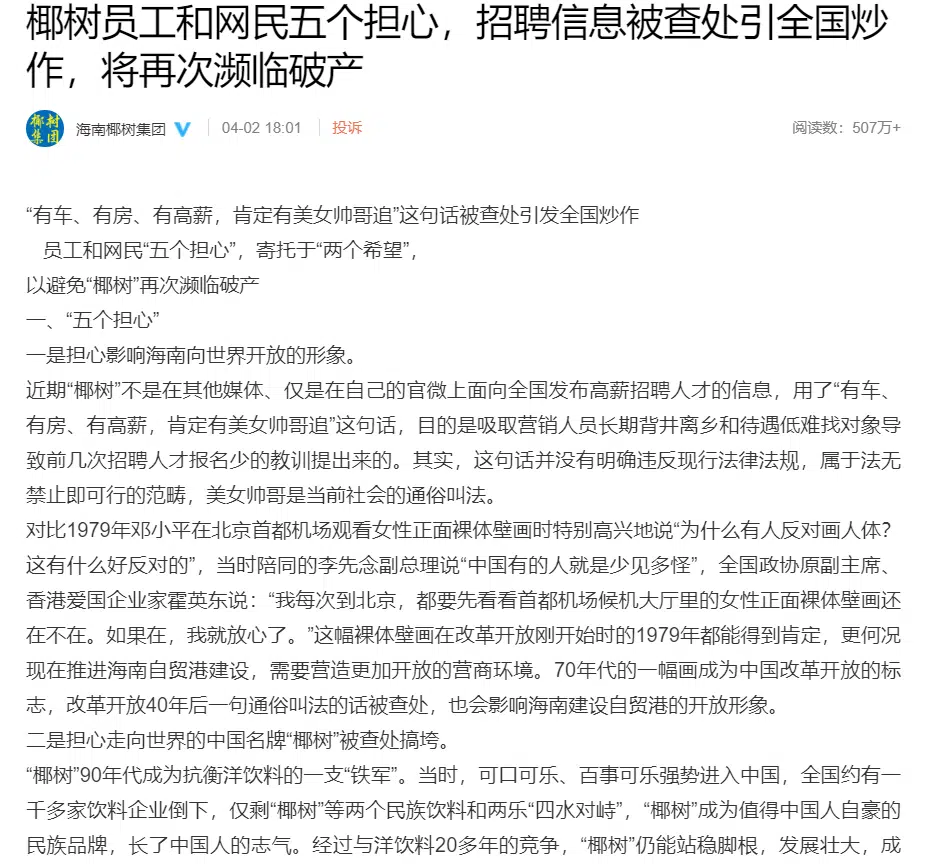 椰树员工和网民五个担心，招聘信息被查处引全国炒
作，将再次濒临破产
椰树集团
海南椰树集团 04-02 18:01 投诉 阅读数：507万+
“有车、有房、有高薪，肯定有美女帅哥追”这句话被查处引发全国炒作
员工和网民“五个担心”，寄托于“两个希望”，
以避免“椰树”再次濒临破产
一、“五个担心”
一是担心影响海南向世界开放的形象。
近期“椰树”不是在其他媒体、仅是在自己的官微上面向全国发布高薪招聘人才的信息，用了“有车、
有房、有高薪，肯定有美女帅哥追”这句话，目的是吸取营销人员长期背井离乡和待遇低难找对象导
致前几次招聘人才报名少的教训提出来的。其实，这句话并没有明确违反现行法律法规，属于法无
禁止即可行的范畴，美女帅哥是当前社会的通俗叫法。
对比1979年邓小平在北京首都机场观看女性正面裸体壁画时特别高兴地说“为什么有人反对画人体？
这有什么好反对的”，当时陪同的李先念副总理说“中国有的人就是少见多怪”，全国政协原副主席、
香港爱国企业家霍英东说：“我每次到北京，都要先看看首都机场候机大厅里的女性正面裸体壁画还
在不在。如果在，我就放心了。”这幅裸体壁画在改革开放刚开始时的1979年都能得到肯定，更何况
现在推进海南自贸港建设，需要营造更加开放的营商环境。70年代的一幅画成为中国改革开放的标
志，改革开放40年后一句通俗叫法的话被查处，也会影响海南建设自贸港的开放形象。
二是担心走向世界的中国名牌“椰树”被查处搞垮。
“椰树”90年代成为抗衡洋饮料的一支“铁军”。当时，可口可乐、百事可乐强势进入中国，全国约有一
千多家饮料企业倒下，仅剩“椰树”等两个民族饮料和两乐“四水对峙”，“椰树”成为值得中国人自豪的
民族品牌，长了中国人的志气。经过与洋饮料20多年的竞争，“椰树”仍能站稳脚根，发展壮大，成